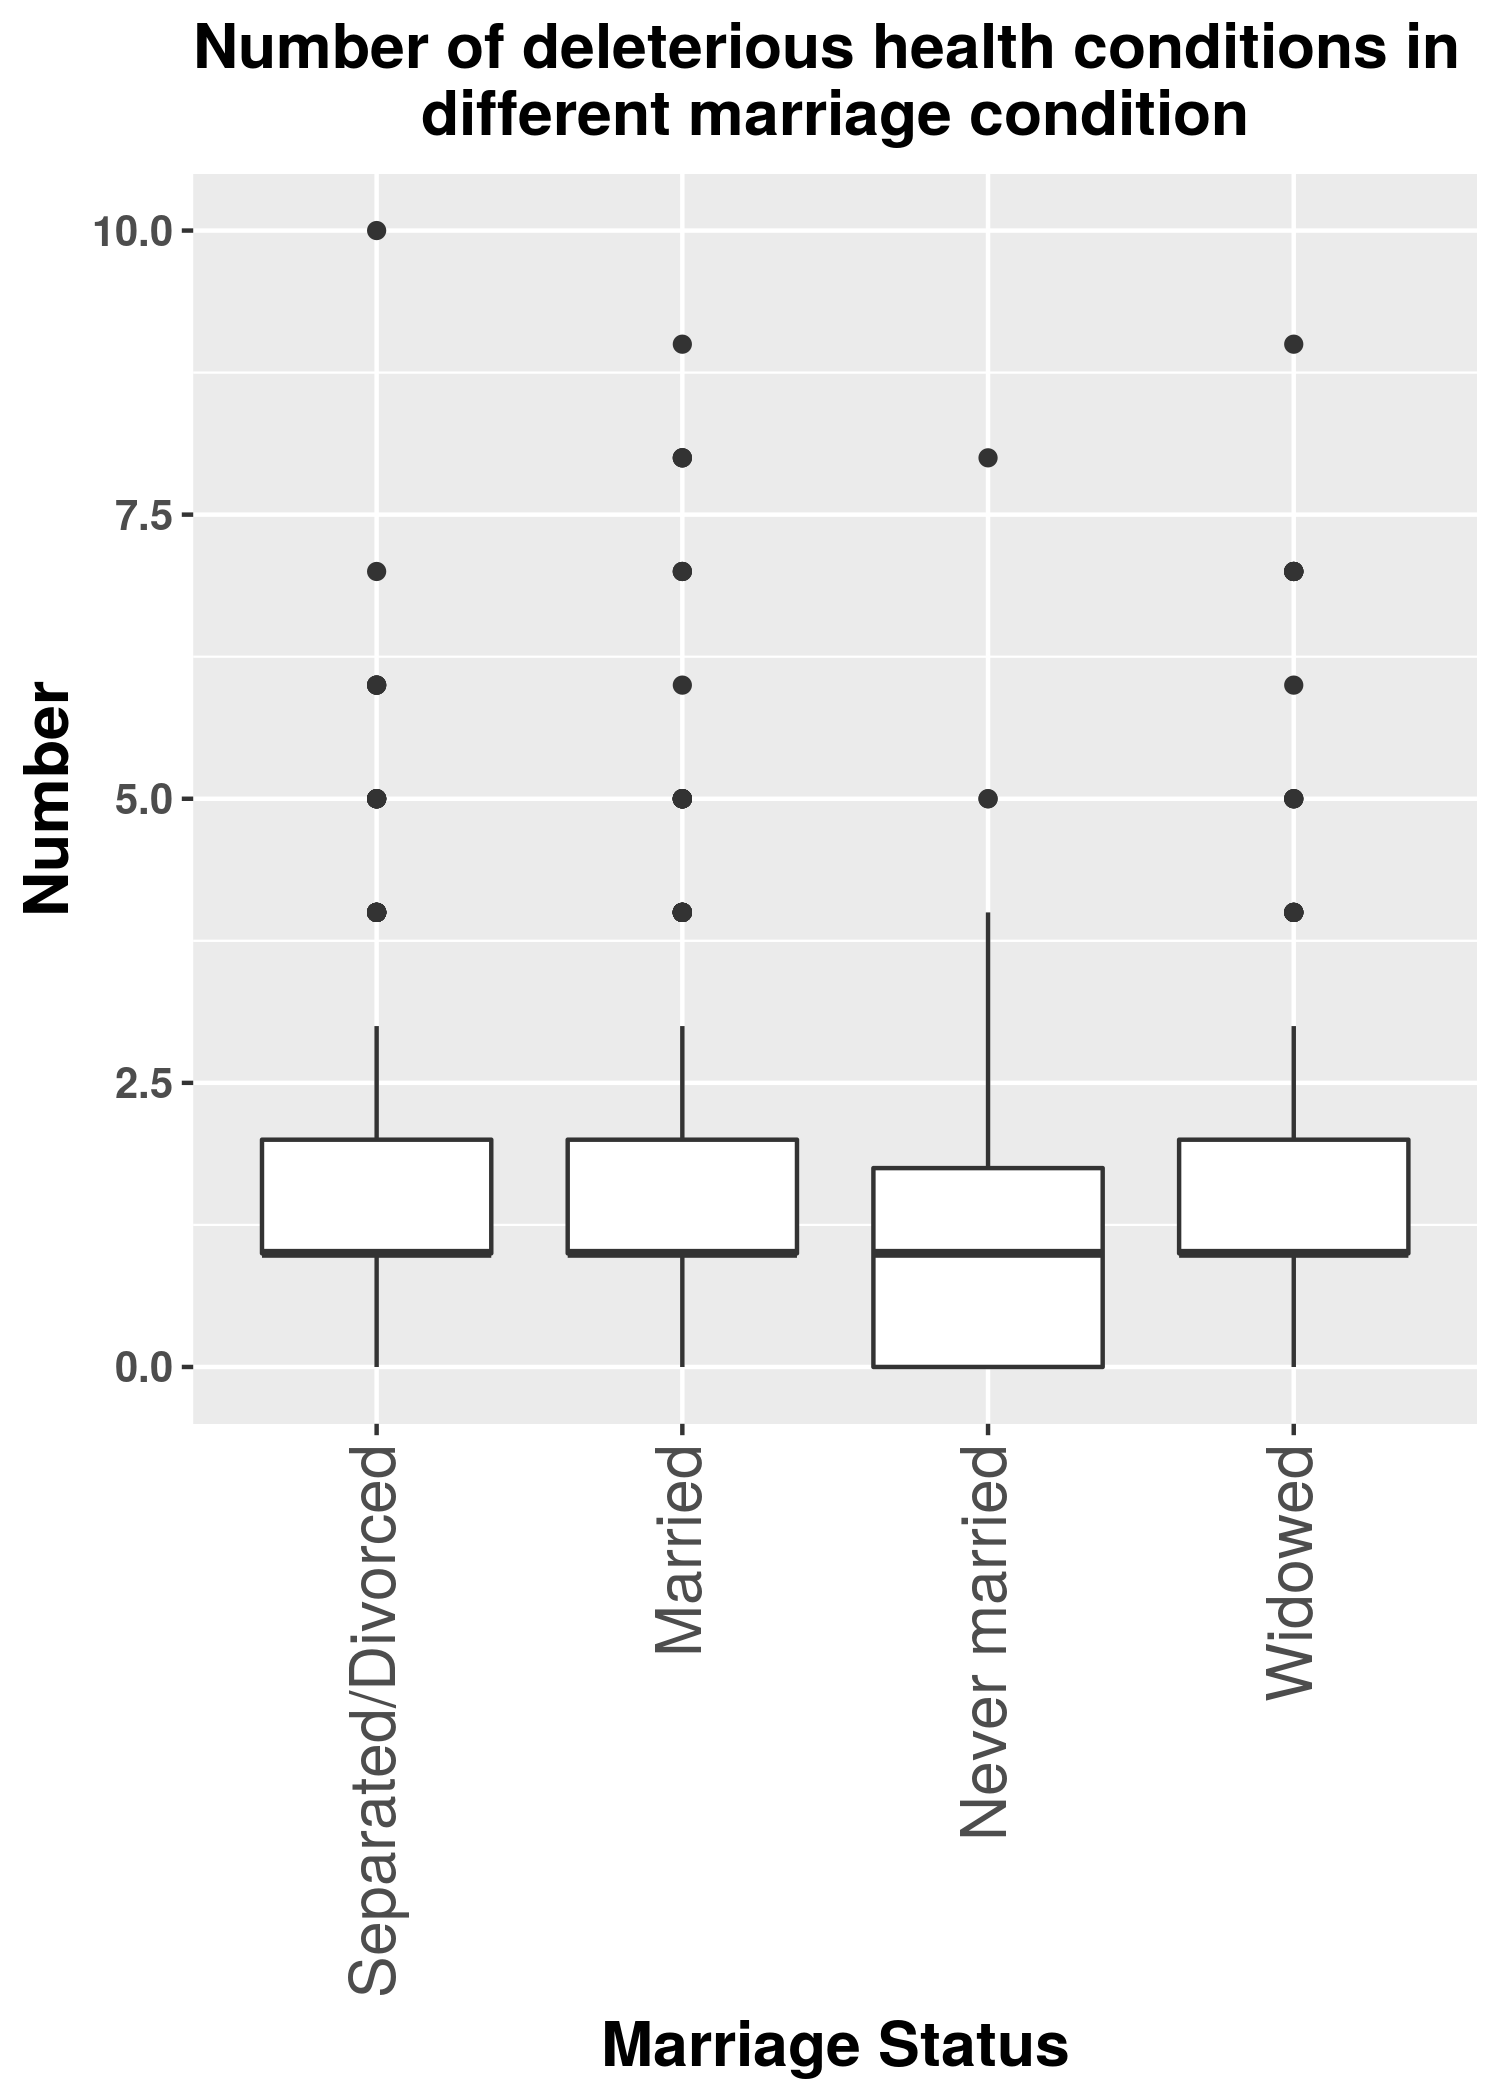 Number of deleterious health conditions in
different marriage condition
Number
10.0
7.5
5.0
2.5
0.0
Separated/Divorced
Married
Never married
Widowed
Marriage Status